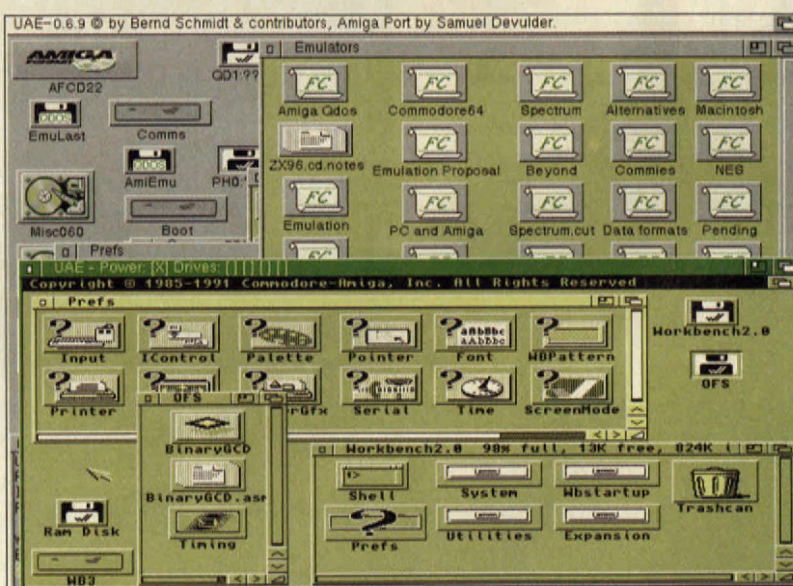 UAE-0.6.9 © by Bernd Schmidt & contributors, Amiga Port by Samuel Devulder.
Emulators
AMIGA
AFCD22
QD1:??
EmuLast
Comms
AmiEmu
PH0:
Misc060
Boot
Prefs
Amiga Qdos
Commodore64
Spectrum
Alternatives
Macintosh
ZX96.cd.notes
Emulation Proposal
Beyond
Commies
NES
Emulation
PC and Amiga
Spectrum.cut
Data formats
Pending
UAE - Power: [X] Drives: [ ] [ ] [ ] [ ]
Copyright © 1985-1991 Commodore-Amiga, Inc. All Rights Reserved
Prefs
Input
IControl
Palette
Pointer
Font
WBPattern
Printer
Serial
Time
ScreenMode
Workbench2.0
OFS
OFS
BinaryGCD
BinaryGCD.asm
Timing
Ram Disk
WB3
Workbench2.0 98% full, 13K free, 824K i
Shell
System
Wbstartup
Trashcan
Prefs
Utilities
Expansion